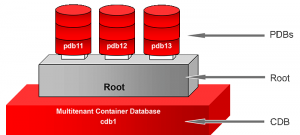 pdb11 pdb12 pdb13
PDBs
Root
Root
Multitenant Container Database
cdb1
CDB